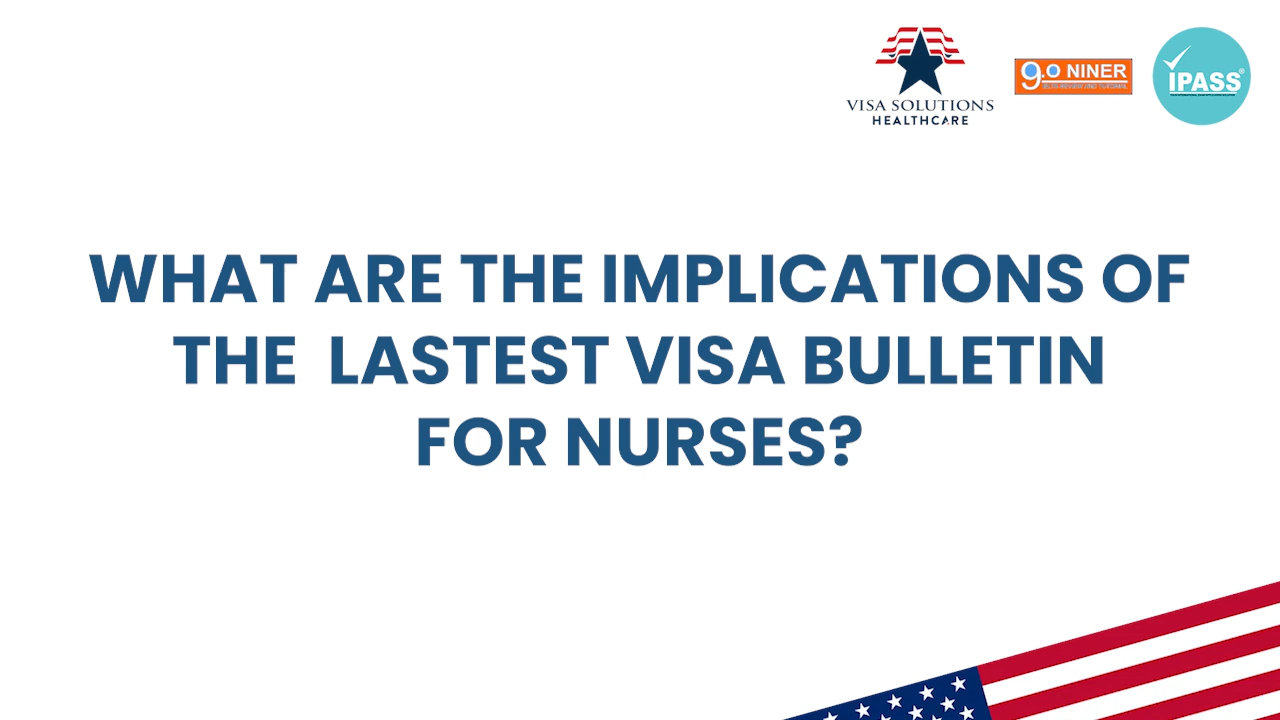 VISA SOLUTIONS
HEALTHCARE
9.0 NINER
IPASS®
WHAT ARE THE IMPLICATIONS OF
THE LASTEST VISA BULLETIN
FOR NURSES?